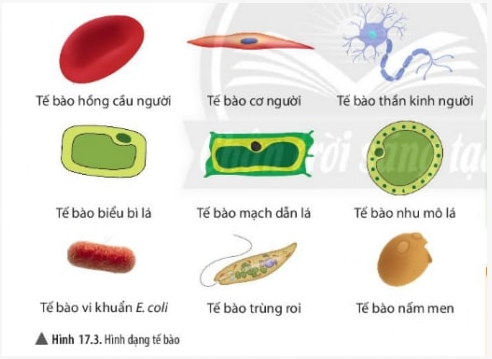 Tế bào hồng cầu người
Tế bào cơ người
Tế bào thần kinh người
Tế bào biểu bì lá
Tế bào mạch dẫn lá
Tế bào nhu mô lá
Tế bào vi khuẩn E. coli
Tế bào trùng roi
Tế bào nấm men
▲ Hình 17.3. Hình dạng tế bào